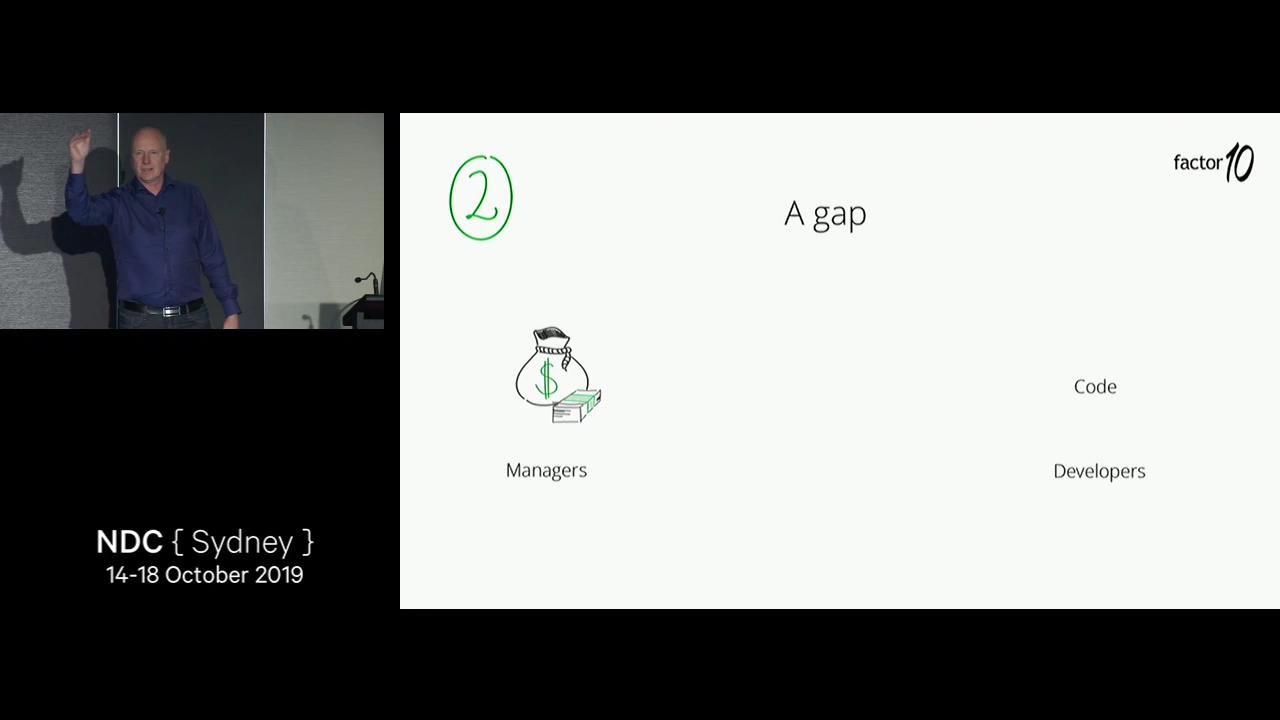 2
factor10
A gap
$
Code
Managers
Developers
NDC { Sydney }
14-18 October 2019